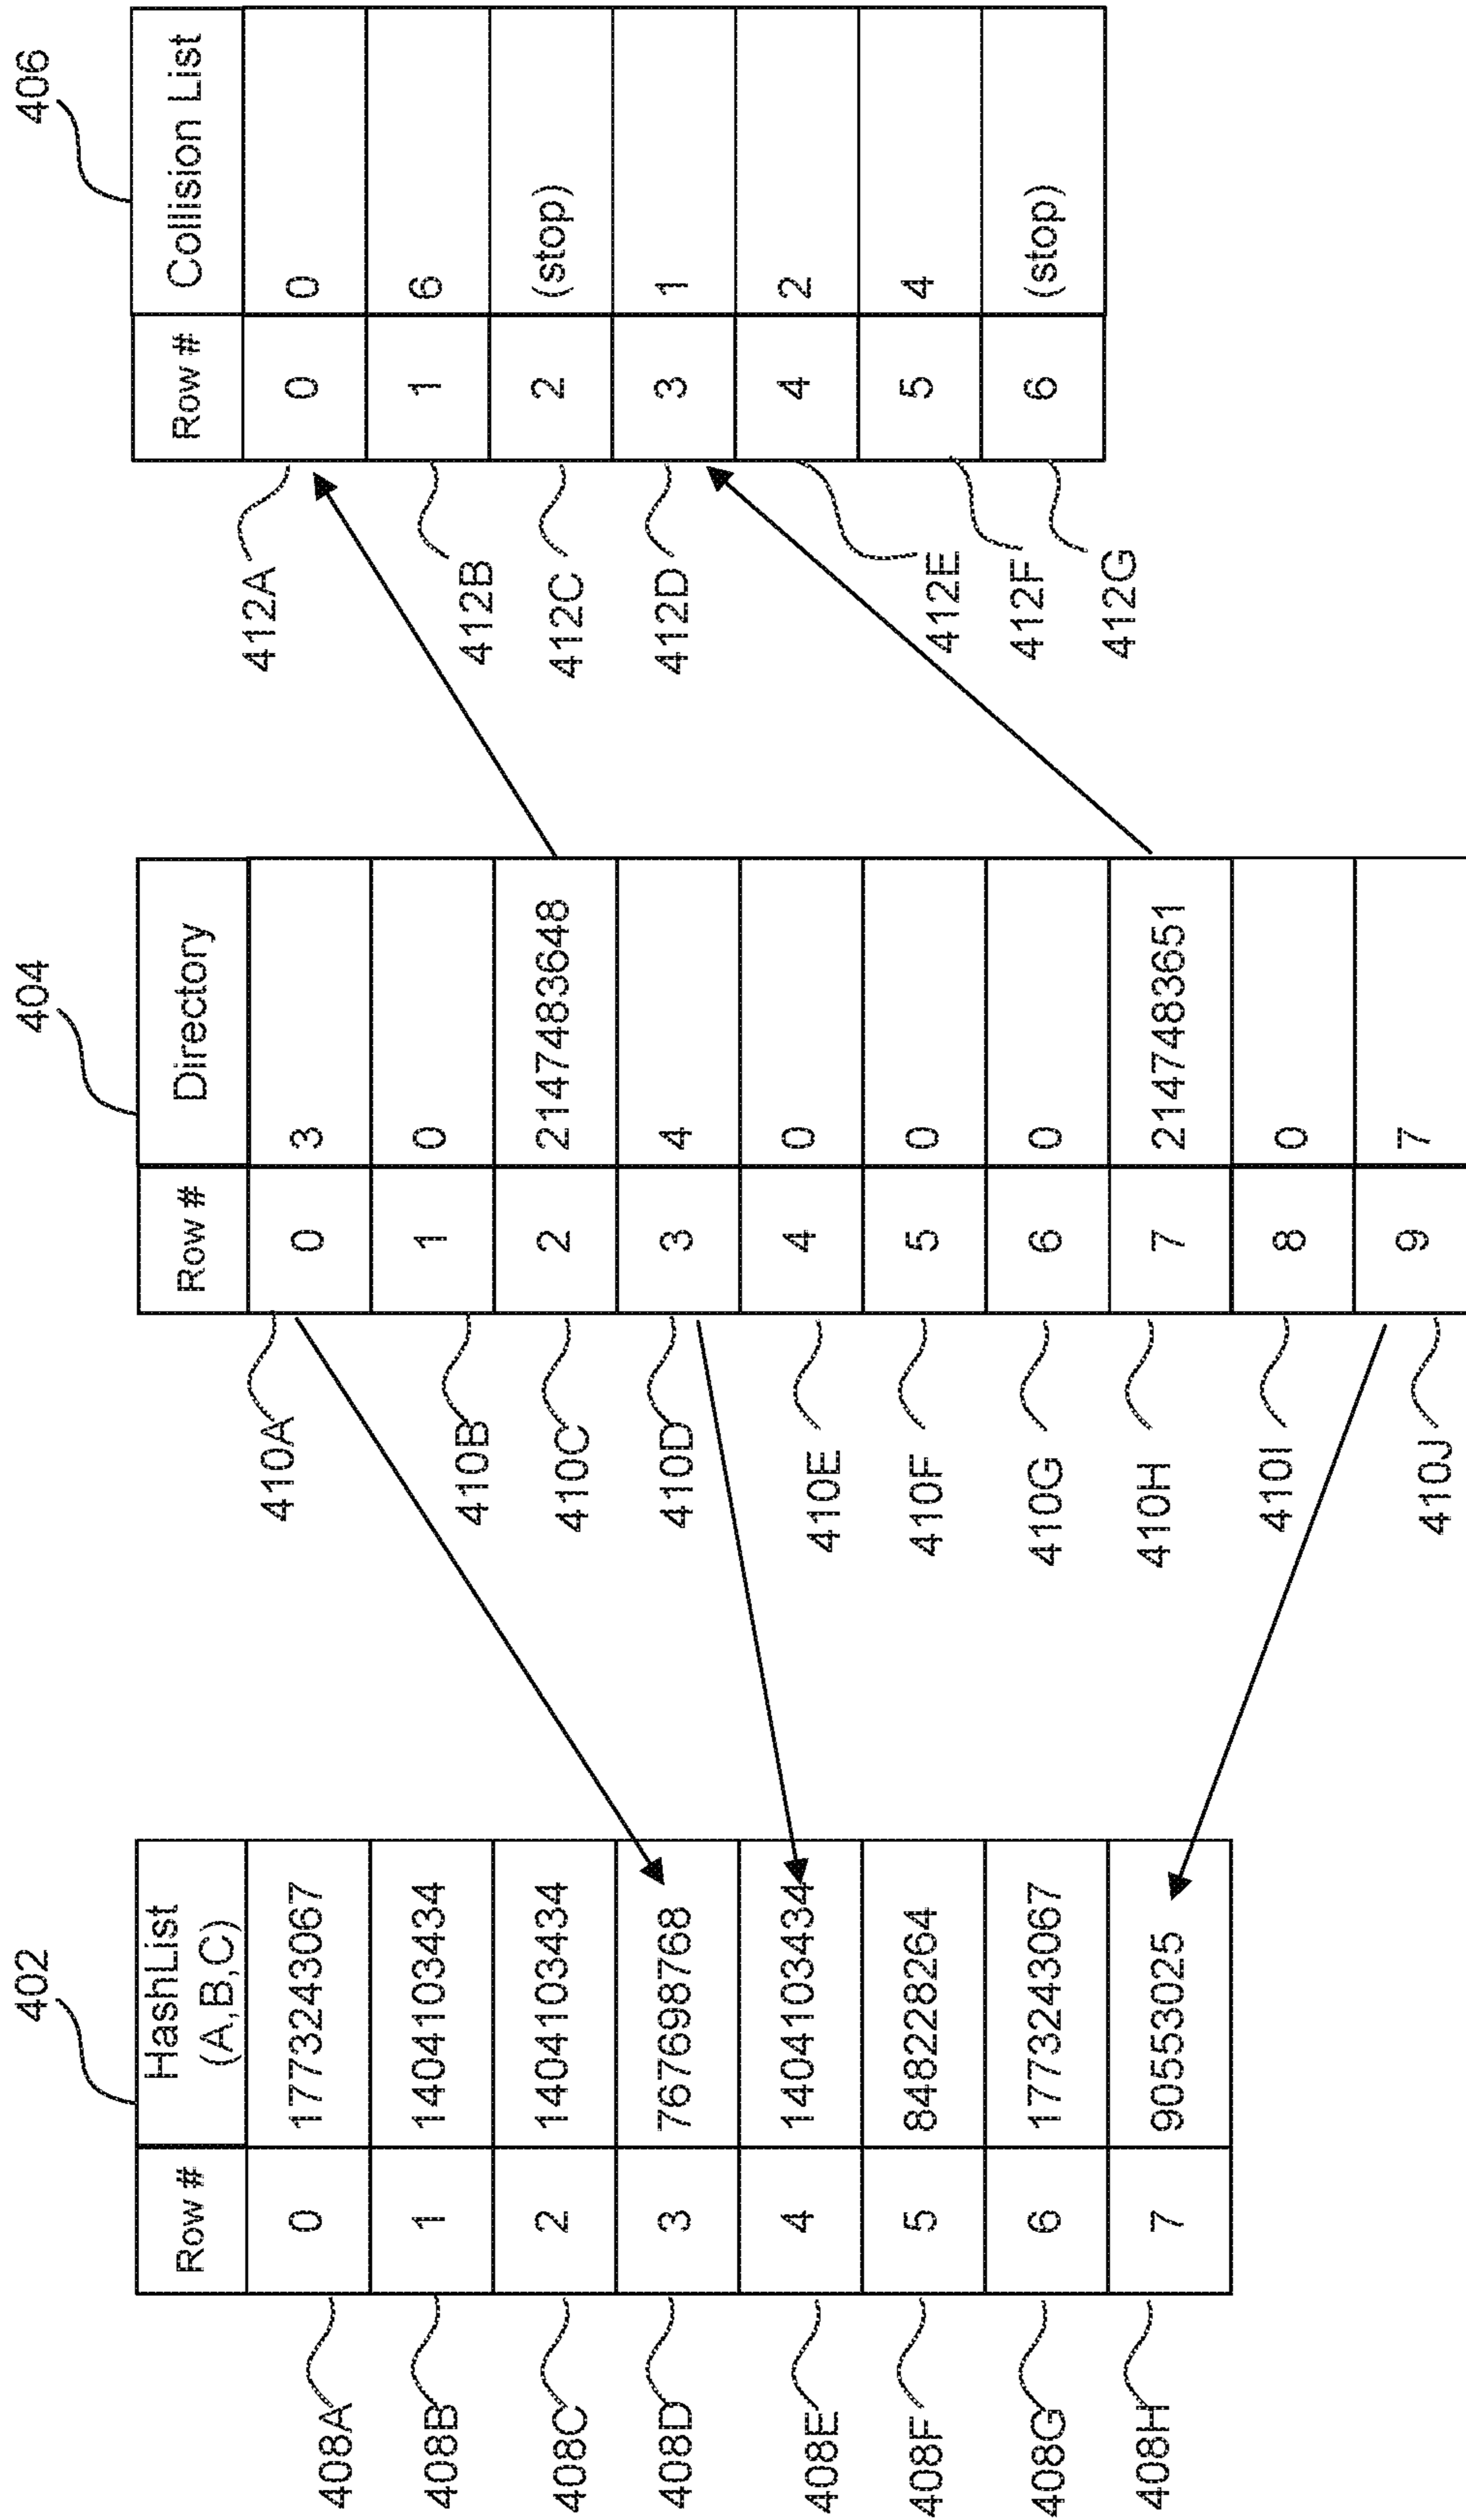 402
Row # HashList
(A,B,C)
408A 0 1773243067
408B 1 1404103434
408C 2 1404103434
408D 3 767698768
408E 4 1404103434
408F 5 848228264
408G 6 1773243067
408H 7 90553025
404
Row # Directory
410A 0 3
410B 1 0
410C 2 2147483648
410D 3 4
410E 4 0
410F 5 0
410G 6 0
410H 7 2147483651
410I 8 0
410J 9 7
406
Row # Collision List
412A 0 0
412B 1 6
412C 2 (stop)
412D 3 1
412E 4 2
412F 5 4
412G 6 (stop)